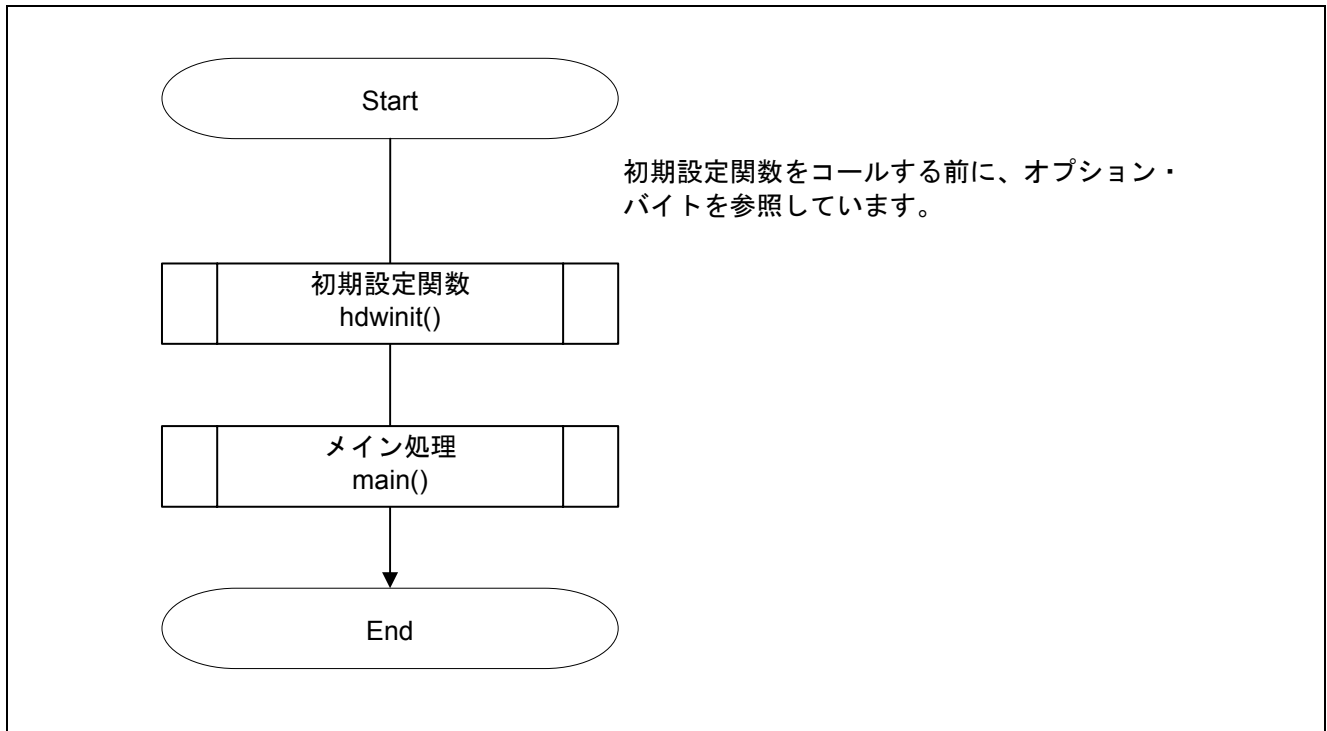 Start
初期設定関数をコールする前に、オプション・
バイトを参照しています。
初期設定関数
hdwinit()
メイン処理
main()
End